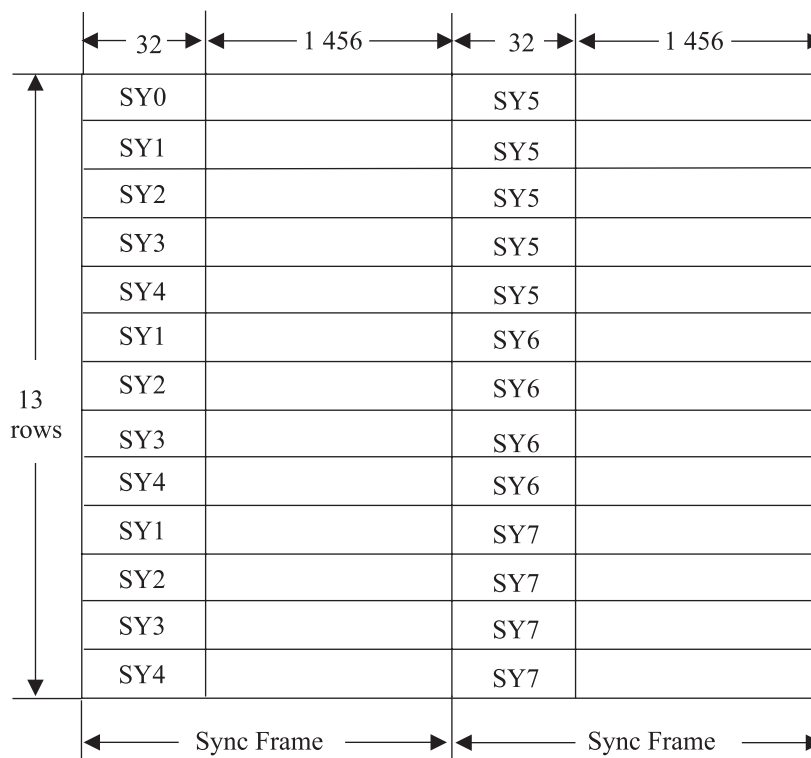 32 1 456 32 1 456
SY0 SY5
SY1 SY5
SY2 SY5
SY3 SY5
SY4 SY5
SY1 SY6
SY2 SY6
13
rows
SY3 SY6
SY4 SY6
SY1 SY7
SY2 SY7
SY3 SY7
SY4 SY7
Sync Frame Sync Frame